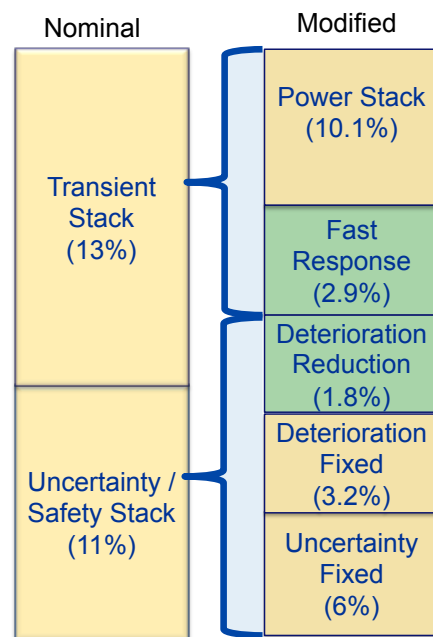 Nominal
Modified
Transient
Stack
(13%)
Uncertainty /
Safety Stack
(11%)
Power Stack
(10.1%)
Fast
Response
(2.9%)
Deterioration
Reduction
(1.8%)
Deterioration
Fixed
(3.2%)
Uncertainty
Fixed
(6%)